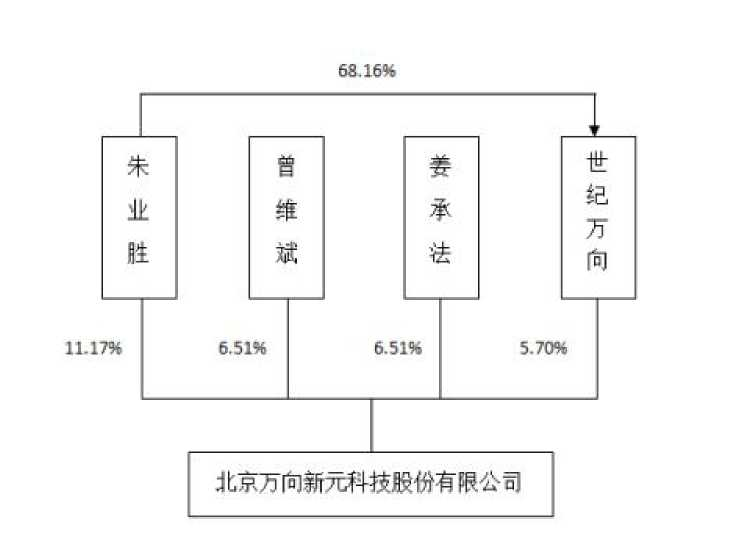 68.16%
朱业胜
曾维斌
姜承法
世纪万向
11.17%
6.51%
6.51%
5.70%
北京万向新元科技股份有限公司